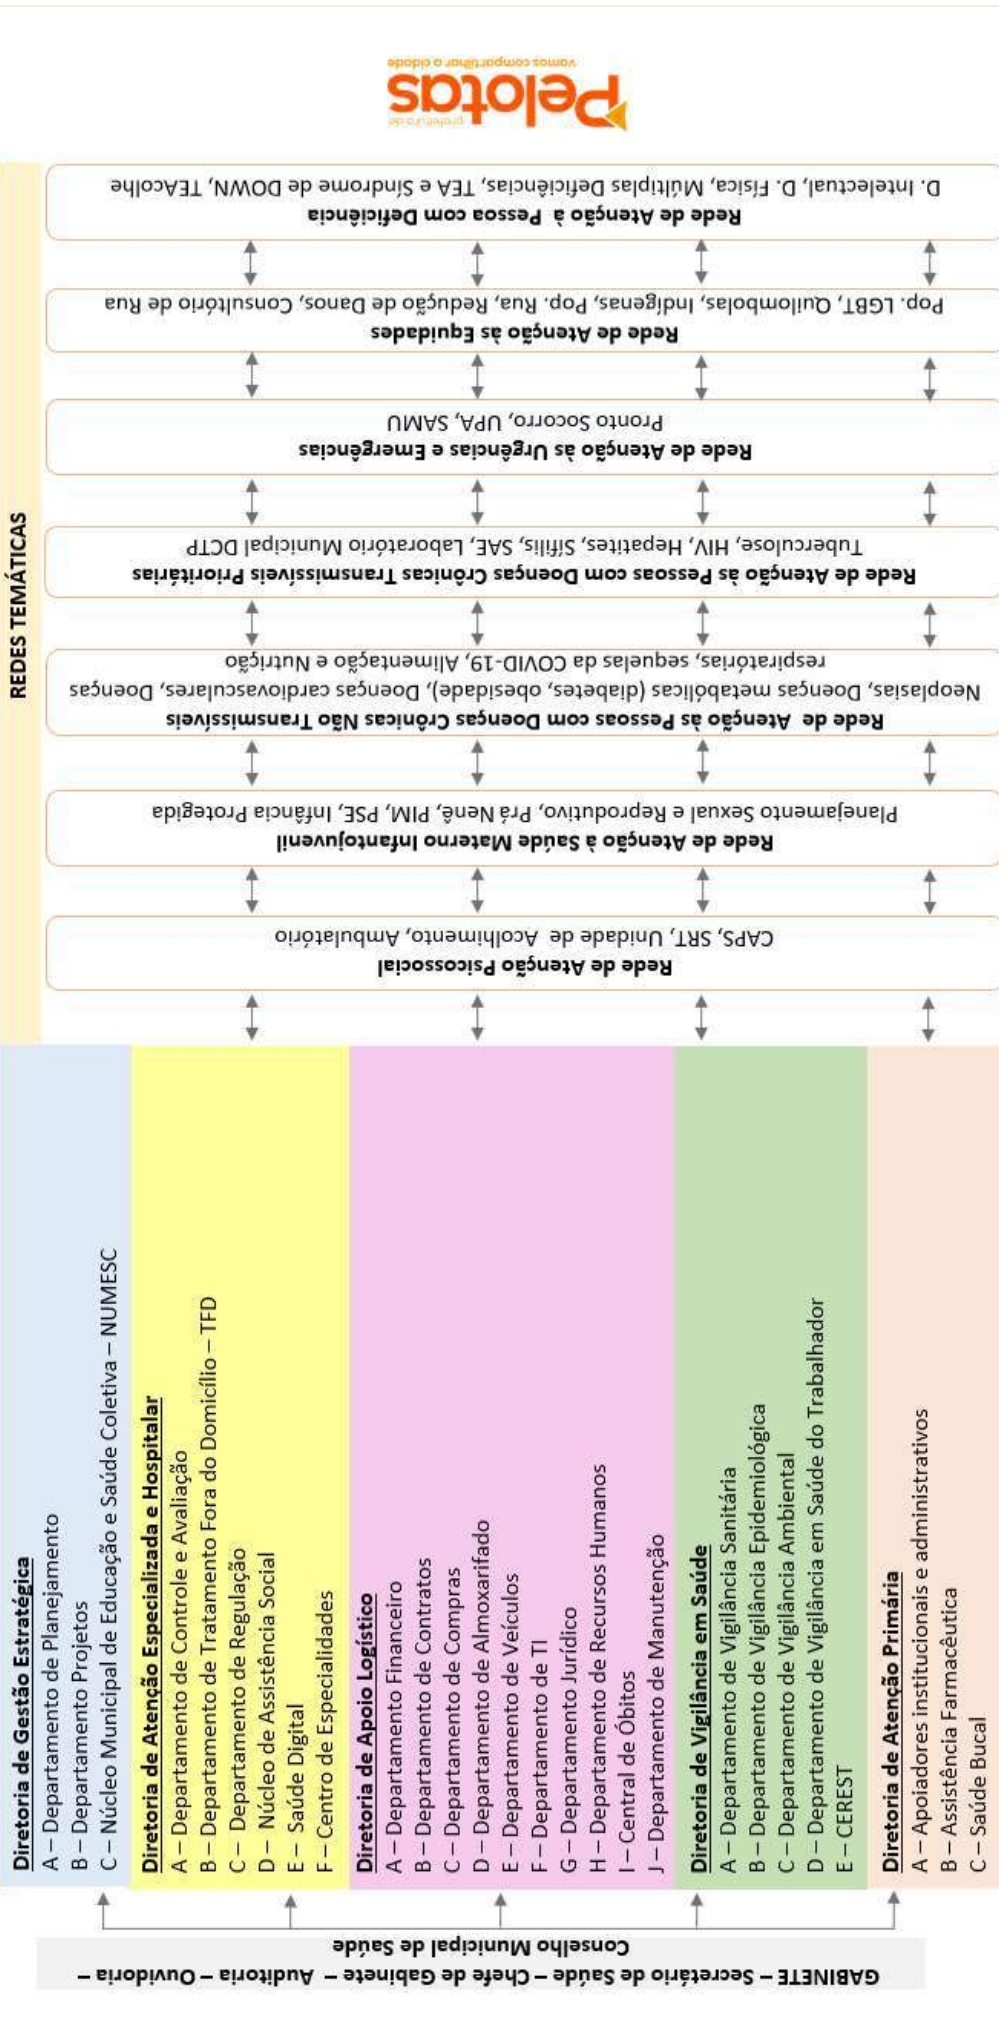 GABINETE – Secretário de Saúde – Chefe de Gabinete – Auditoria – Ouvidoria –
Conselho Municipal de Saúde
Diretoria de Gestão Estratégica
A – Departamento de Planejamento
B – Departamento Projetos
C – Núcleo Municipal de Educação e Saúde Coletiva – NUMESC
Diretoria de Atenção Especializada e Hospitalar
A – Departamento de Controle e Avaliação
B – Departamento de Tratamento Fora do Domicílio – TFD
C – Departamento de Regulação
D – Núcleo de Assistência Social
E – Saúde Digital
F – Centro de Especialidades
Diretoria de Apoio Logístico
A – Departamento Financeiro
B – Departamento de Contratos
C – Departamento de Compras
D – Departamento de Almoxarifado
E – Departamento de Veículos
F – Departamento de TI
G – Departamento Jurídico
H – Departamento de Recursos Humanos
I – Central de Óbitos
J – Departamento de Manutenção
Diretoria de Vigilância em Saúde
A – Departamento de Vigilância Sanitária
B – Departamento de Vigilância Epidemiológica
C – Departamento de Vigilância Ambiental
D – Departamento de Vigilância em Saúde do Trabalhador
E – CEREST
Diretoria de Atenção Primária
A – Apoiadores institucionais e administrativos
B – Assistência Farmacêutica
C – Saúde Bucal
REDES TEMÁTICAS
Rede de Atenção Psicossocial
CAPS, SRT, Unidade de Acolhimento, Ambulatório
Rede de Atenção à Saúde Materno Infantojuvenil
Planejamento Sexual e Reprodutivo, Prá Nenê, PIM, PSE, Infância Protegida
Rede de Atenção às Pessoas com Doenças Crônicas Não Transmissíveis
Neoplasias, Doenças metabólicas (diabetes, obesidade), Doenças cardiovasculares, Doenças
respiratórias, sequelas da COVID-19, Alimentação e Nutrição
Rede de Atenção às Pessoas com Doenças Crônicas Transmissíveis Prioritárias
Tuberculose, HIV, Hepatites, Sífilis, SAE, Laboratório Municipal DCTP
Rede de Atenção às Urgências e Emergências
Pronto Socorro, UPA, SAMU
Rede de Atenção às Equidades
Pop. LGBT, Quilombolas, Indígenas, Pop. Rua, Redução de Danos, Consultório de Rua
Rede de Atenção à Pessoa com Deficiência
D. Intelectual, D. Física, Múltiplas Deficiências, TEA e Síndrome de DOWN, TEAcolhe
prefeitura de
Pelotas
vamos compartilhar a cidade